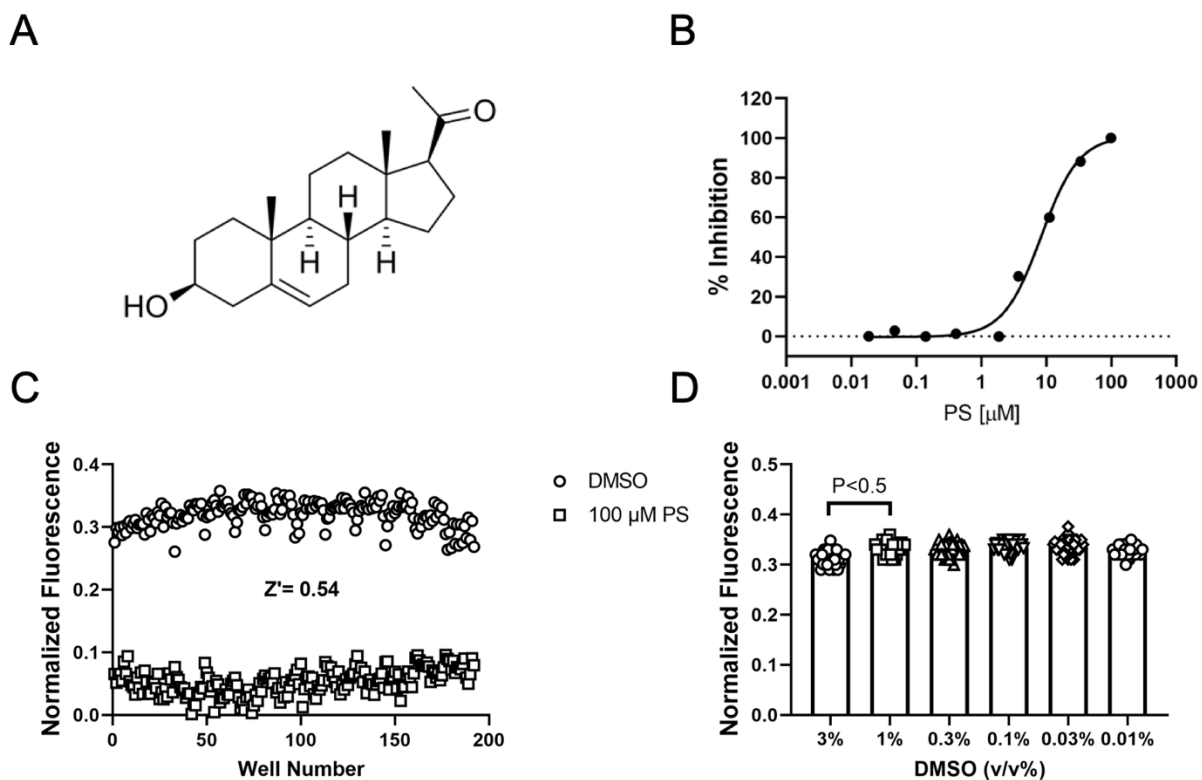 A
O
H
H
H
HO
B
% Inhibition
120
100
80
60
40
20
0
0.001 0.01 0.1 1 10 100 1000
PS [μM]
C
Normalized Fluorescence
0.4
0.3
0.2
0.1
0.0
Z'= 0.54
0 50 100 150 200
Well Number
DMSO
100 μM PS
D
Normalized Fluorescence
0.5
0.4
0.3
0.2
0.1
0.0
P<0.5
3% 1% 0.3% 0.1% 0.03% 0.01%
DMSO (v/v%)